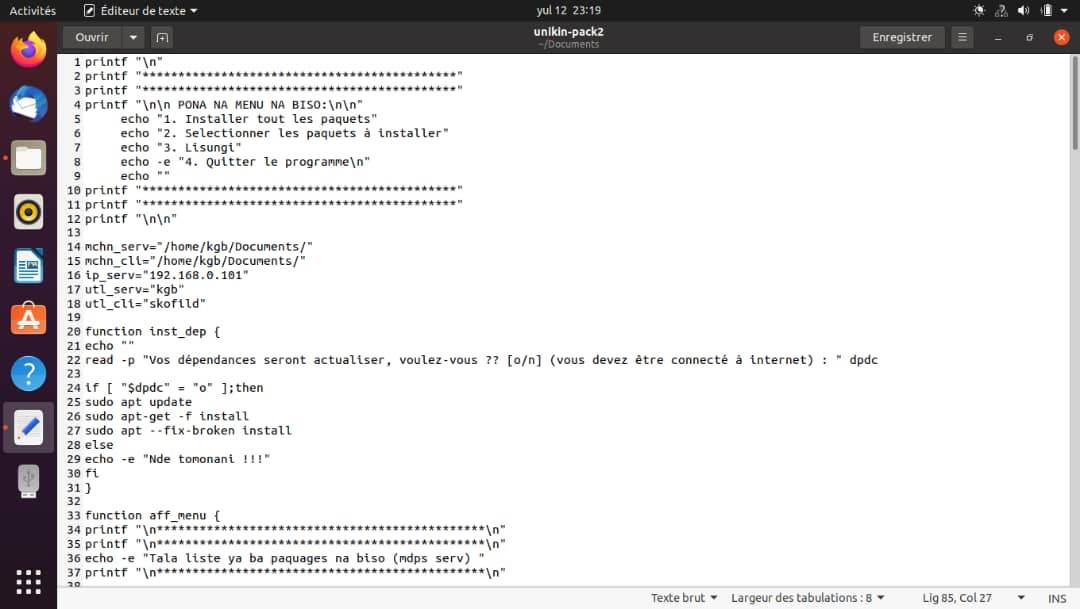 Activités Éditeur de texte yul 12 23:19
Ouvrir unikin-pack2 Enregistrer
~/Documents
1 printf "\n"
2 printf "********************************************"
3 printf "********************************************"
4 printf "\n\n PONA NA MENU NA BISO:\n\n"
5 echo "1. Installer tout les paquets"
6 echo "2. Selectionner les paquets à installer"
7 echo "3. Lisungi"
8 echo -e "4. Quitter le programme\n"
9 echo ""
10 printf "********************************************"
11 printf "********************************************"
12 printf "\n\n"
13
14 mchn_serv="/home/kgb/Documents/"
15 mchn_cli="/home/kgb/Documents/"
16 ip_serv="192.168.0.101"
17 utl_serv="kgb"
18 utl_cli="skofild"
19
20 function inst_dep {
21 echo ""
22 read -p "Vos dépendances seront actualiser, voulez-vous ?? [o/n] (vous devez être connecté à internet) : " dpdc
23
24 if [ "$dpdc" = "o" ];then
25 sudo apt update
26 sudo apt-get -f install
27 sudo apt --fix-broken install
28 else
29 echo -e "Nde tomonani !!!"
30 fi
31 }
32
33 function aff_menu {
34 printf "\n**********************************************\n"
35 printf "\n**********************************************\n"
36 echo -e "Tala liste ya ba paquages na biso (mdps serv) "
37 printf "\n**********************************************\n"
38
Texte brut Largeur des tabulations : 8 Lig 85, Col 27 INS